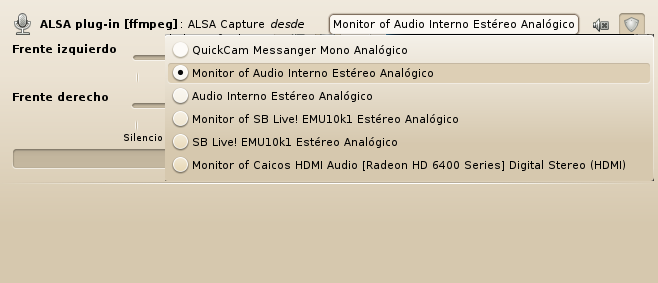 ALSA plug-in [ffmpeg]: ALSA Capture desde Monitor of Audio Interno Estéreo Analógico
Frente izquierdo
QuickCam Messanger Mono Analógico
Monitor of Audio Interno Estéreo Analógico
Frente derecho
Audio Interno Estéreo Analógico
Monitor of SB Live! EMU10k1 Estéreo Analógico
Silencio
SB Live! EMU10k1 Estéreo Analógico
Monitor of Caicos HDMI Audio [Radeon HD 6400 Series] Digital Stereo (HDMI)